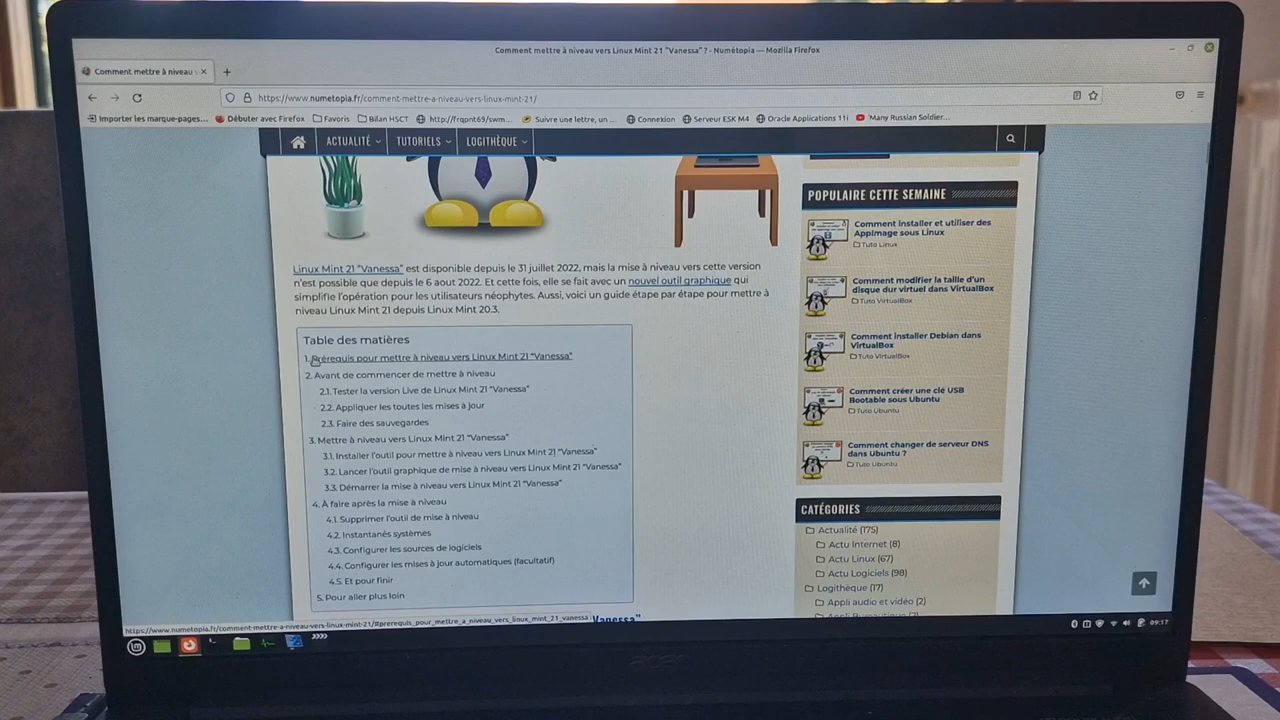 Comment mettre à niveau vers Linux Mint 21 "Vanessa" ? - Numétopia — Mozilla Firefox
Comment mettre à niveau v
https://www.numetopia.fr/comment-mettre-a-niveau-vers-linux-mint-21/
Importer les marque-pages... Débuter avec Firefox Favoris Bilan HSCT http://frqpnt69/swm... Suivre une lettre, un ... Connexion Serveur ESK M4 Oracle Applications 11i 'Many Russian Soldier...
ACTUALITÉ TUTORIELS LOGITHÈQUE
Linux Mint 21 "Vanessa" est disponible depuis le 31 juillet 2022, mais la mise à niveau vers cette version
n'est possible que depuis le 6 aout 2022. Et cette fois, elle se fait avec un nouvel outil graphique qui
simplifie l'opération pour les utilisateurs néophytes. Aussi, voici un guide étape par étape pour mettre à
niveau Linux Mint 21 depuis Linux Mint 20.3.
Table des matières
1. Prérequis pour mettre à niveau vers Linux Mint 21 "Vanessa"
2. Avant de commencer de mettre à niveau
2.1. Tester la version Live de Linux Mint 21 "Vanessa"
2.2. Appliquer les toutes les mises à jour
2.3. Faire des sauvegardes
3. Mettre à niveau vers Linux Mint 21 "Vanessa"
3.1. Installer l'outil pour mettre à niveau vers Linux Mint 21 "Vanessa"
3.2. Lancer l'outil graphique de mise à niveau vers Linux Mint 21 "Vanessa"
3.3. Démarrer la mise à niveau vers Linux Mint 21 "Vanessa"
4. À faire après la mise à niveau
4.1. Supprimer l'outil de mise à niveau
4.2. Instantanés systèmes
4.3. Configurer les sources de logiciels
4.4. Configurer les mises à jour automatiques (facultatif)
4.5. Et pour finir
5. Pour aller plus loin
Vanessa"
POPULAIRE CETTE SEMAINE
Comment installer et utiliser des
AppImage sous Linux
Tuto Linux
Comment modifier la taille d'un
disque dur virtuel dans VirtualBox
Tuto VirtualBox
Comment installer Debian dans
VirtualBox
Tuto VirtualBox
Comment créer une clé USB
Bootable sous Ubuntu
Tuto Ubuntu
Comment changer de serveur DNS
dans Ubuntu ?
Tuto Ubuntu
CATÉGORIES
Actualité (175)
Actu Internet (8)
Actu Linux (67)
Actu Logiciels (98)
Logithèque (17)
Appli audio et vidéo (2)
https://www.numetopia.fr/comment-mettre-a-niveau-vers-linux-mint-21/#prerequis_pour_mettre_a_niveau_vers_linux_mint_21_vanessa
09:17
acer